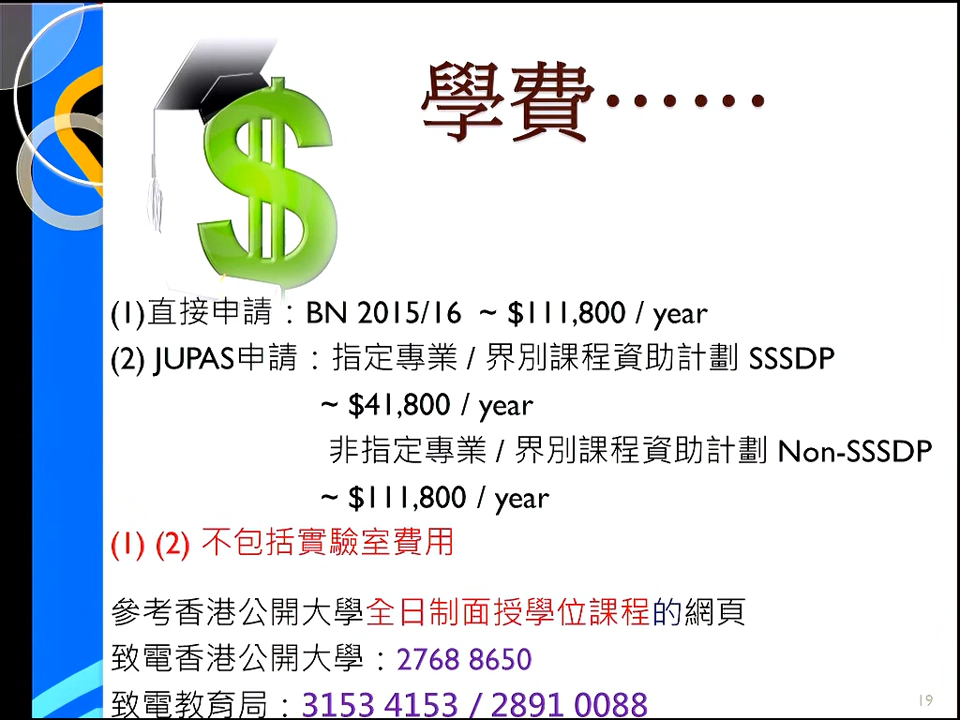 學費⋯⋯
(1)直接申請：BN 2015/16 ~ $111,800 / year
(2) JUPAS申請：指定專業 / 界別課程資助計劃 SSSDP
~ $41,800 / year
非指定專業 / 界別課程資助計劃 Non-SSSDP
~ $111,800 / year
(1) (2) 不包括實驗室費用
參考香港公開大學全日制面授學位課程的網頁
致電香港公開大學：2768 8650
致電教育局：3153 4153 / 2891 0088
19